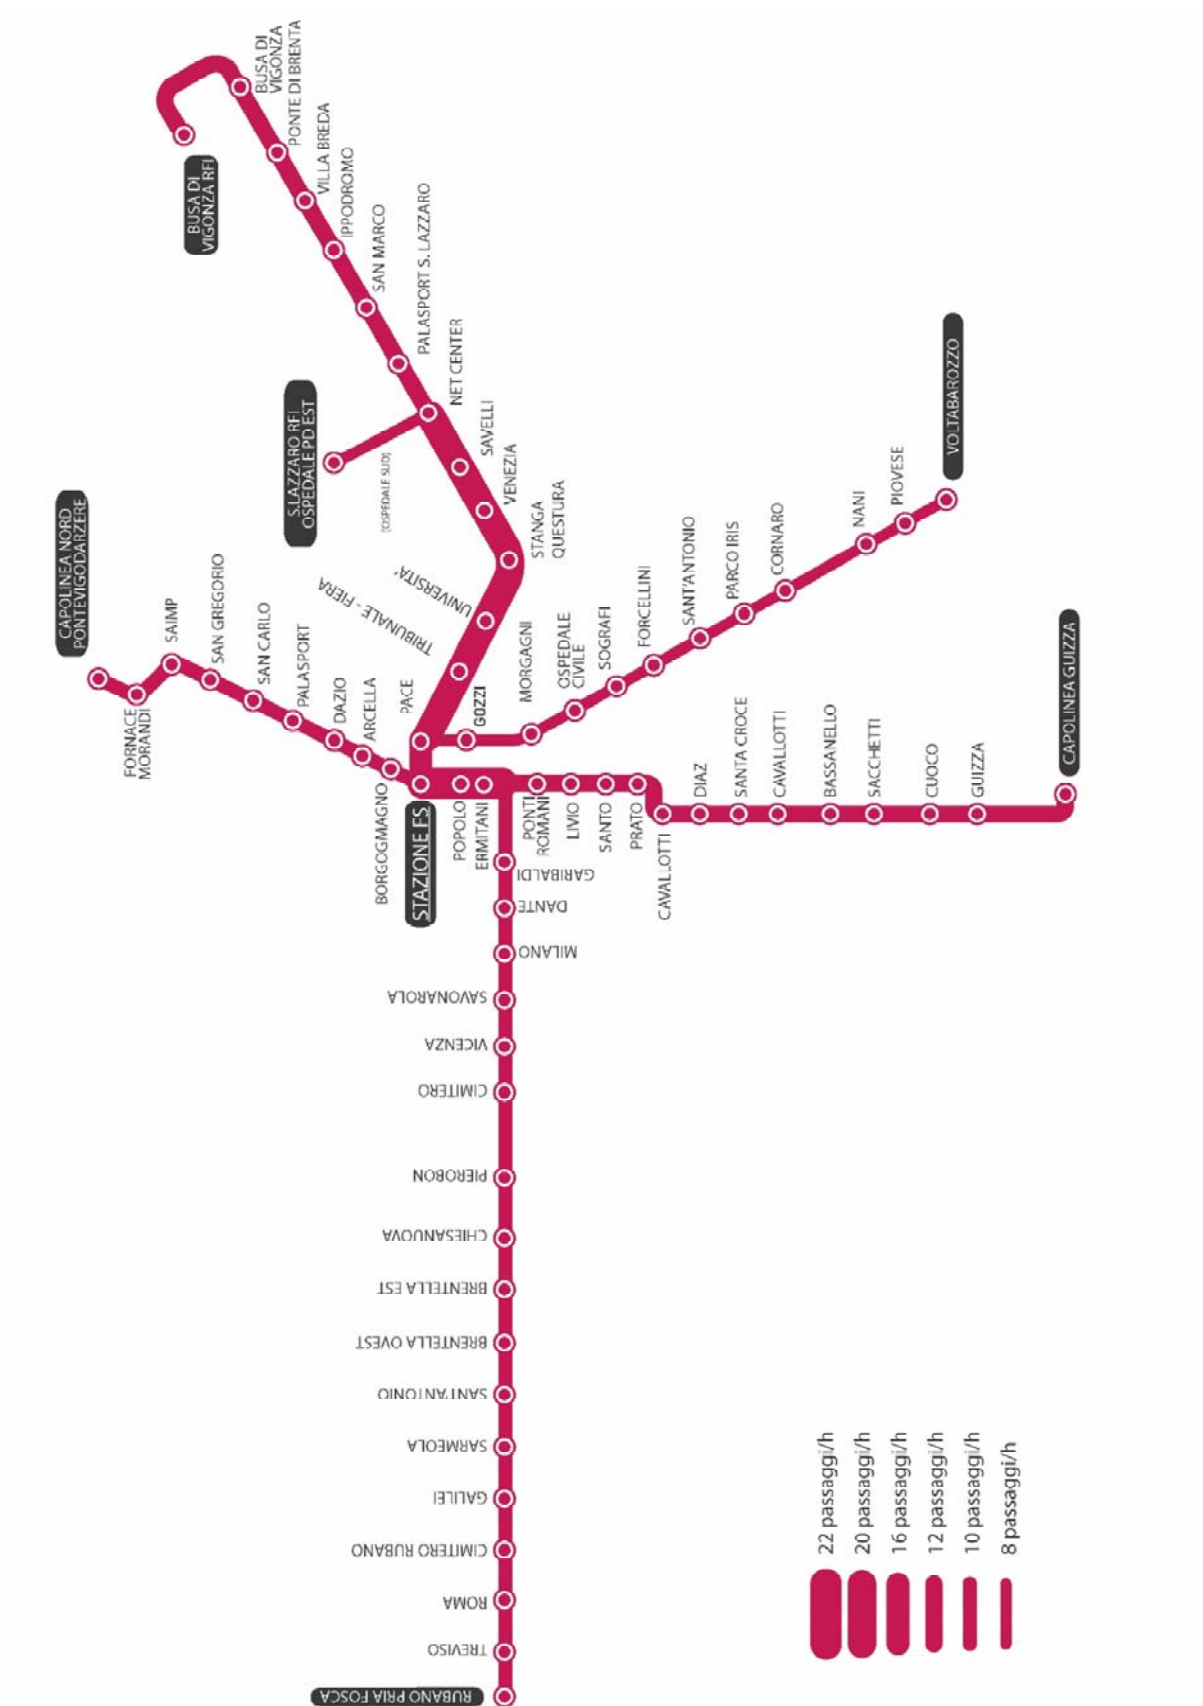 BUSA DI
VIGONZA RFI
BUSA DI
VIGONZA
PONTE DI BRENTA
VILLA BREDA
IPPODROMO
SAN MARCO
PALASPORT S. LAZZARO
NET CENTER
SAVELLI
VENEZIA
STANGA
QUESTURA
S.LAZZARO RFI
OSPEDALE PD EST
(OSPEDALE SUD)
UNIVERSITA'
TRIBUNALE - FIERA
PACE
CAPOLINEA NORD
PONTEVIGODARZERE
FORNACE
MORANDI
SAIMP
SAN GREGORIO
SAN CARLO
PALASPORT
DAZIO
ARCELLA
BORGOGMAGNO
STAZIONE FS
GOZZI
MORGAGNI
OSPEDALE
CIVILE
SOGRAFI
FORCELLINI
SANT'ANTONIO
PARCO IRIS
CORNARO
NANI
PIOVESE
VOLTABAROZZO
POPOLO
ERMITANI
PONTI
ROMANI
LIVIO
SANTO
PRATO
CAVALLOTTI
DIAZ
SANTA CROCE
CAVALLOTTI
BASSANELLO
SACCHETTI
CUOCO
GUIZZA
CAPOLINEA GUIZZA
GARIBALDI
DANTE
MILANO
SAVONAROLA
VICENZA
CIMITERO
PIEROBON
CHIESANUOVA
BRENTELLA EST
BRENTELLA OVEST
SANT'ANTONIO
SARMEOLA
GALILEI
CIMITERO RUBANO
ROMA
TREVISO
RUBANO PRIA FOSCA
22 passaggi/h
20 passaggi/h
16 passaggi/h
12 passaggi/h
10 passaggi/h
8 passaggi/h